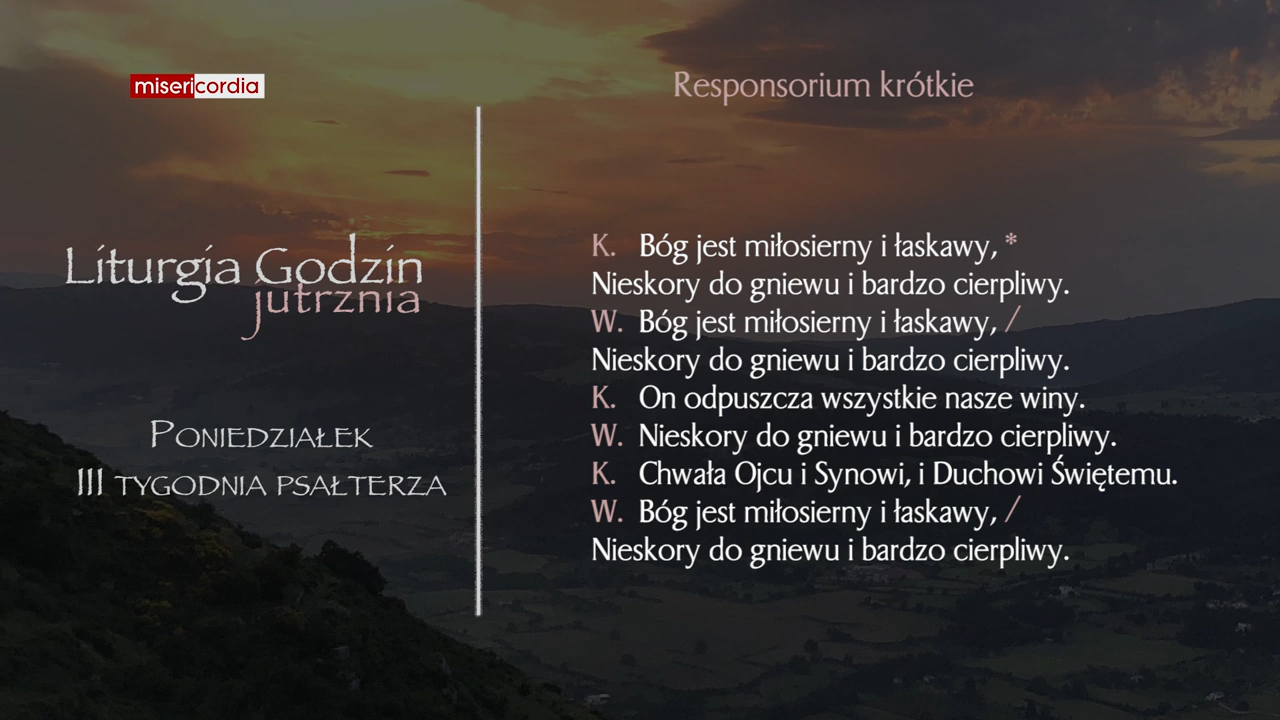 misericordia
Liturgia Godzin
jutrznia
Poniedziałek
III tygodnia psałterza
Responsorium krótkie
K. Bóg jest miłosierny i łaskawy, *
Nieskory do gniewu i bardzo cierpliwy.
W. Bóg jest miłosierny i łaskawy, /
Nieskory do gniewu i bardzo cierpliwy.
K. On odpuszcza wszystkie nasze winy.
W. Nieskory do gniewu i bardzo cierpliwy.
K. Chwała Ojcu i Synowi, i Duchowi Świętemu.
W. Bóg jest miłosierny i łaskawy, /
Nieskory do gniewu i bardzo cierpliwy.